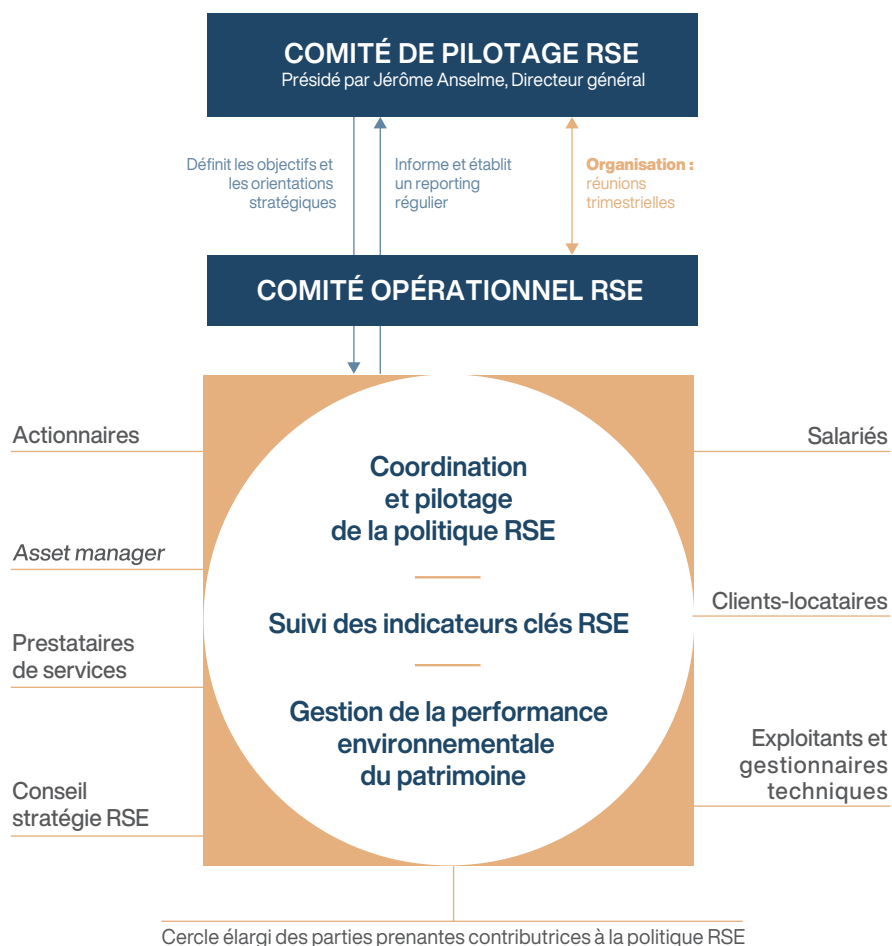 COMITÉ DE PILOTAGE RSE
Présidé par Jérôme Anselme, Directeur général
Définit les objectifs et
les orientations
stratégiques
Informe et établit
un reporting
régulier
Organisation :
réunions
trimestrielles
COMITÉ OPÉRATIONNEL RSE
Actionnaires
Asset manager
Prestataires
de services
Conseil
stratégie RSE
Coordination
et pilotage
de la politique RSE
Suivi des indicateurs clés RSE
Gestion de la performance
environnementale
du patrimoine
Salariés
Clients-locataires
Exploitants et
gestionnaires
techniques
Cercle élargi des parties prenantes contributrices à la politique RSE